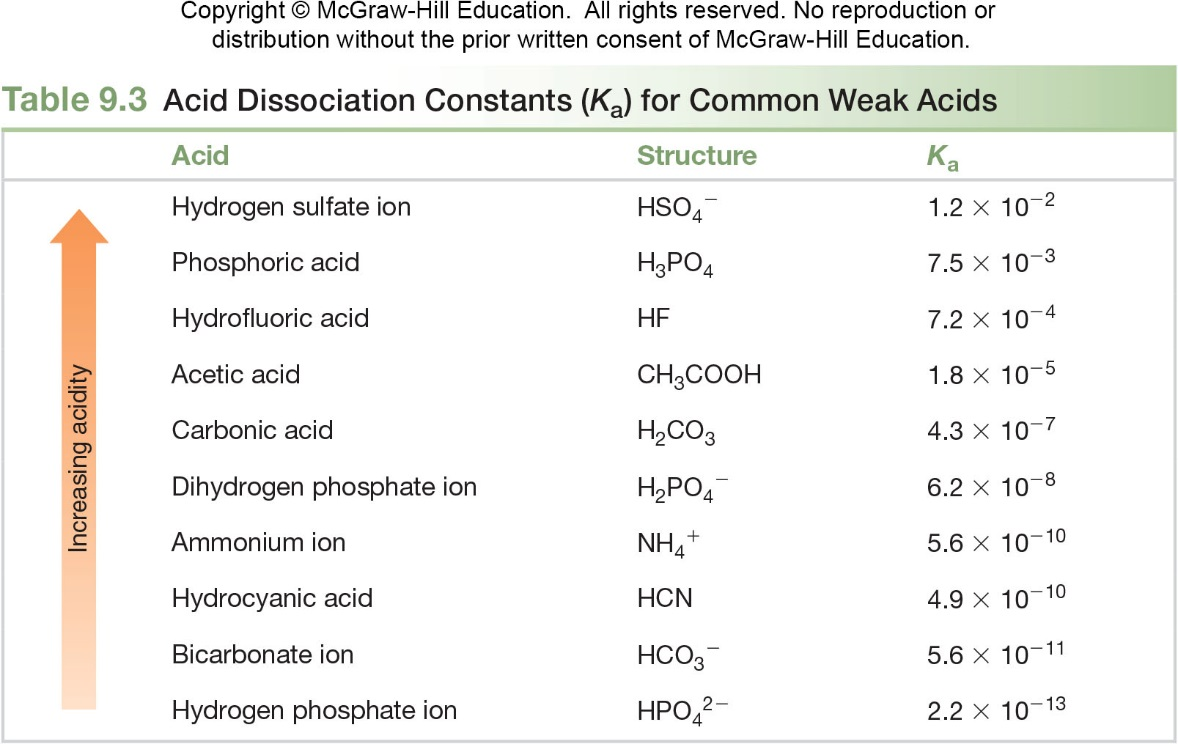 Copyright © McGraw-Hill Education. All rights reserved. No reproduction or
distribution without the prior written consent of McGraw-Hill Education.
Table 9.3 Acid Dissociation Constants (Kₐ) for Common Weak Acids
Acid Structure Kₐ
Hydrogen sulfate ion HSO₄⁻ 1.2 × 10⁻²
Phosphoric acid H₃PO₄ 7.5 × 10⁻³
Hydrofluoric acid HF 7.2 × 10⁻⁴
Acetic acid CH₃COOH 1.8 × 10⁻⁵
Carbonic acid H₂CO₃ 4.3 × 10⁻⁷
Dihydrogen phosphate ion H₂PO₄⁻ 6.2 × 10⁻⁸
Ammonium ion NH₄⁺ 5.6 × 10⁻¹⁰
Hydrocyanic acid HCN 4.9 × 10⁻¹⁰
Bicarbonate ion HCO₃⁻ 5.6 × 10⁻¹¹
Hydrogen phosphate ion HPO₄²⁻ 2.2 × 10⁻¹³
Increasing acidity